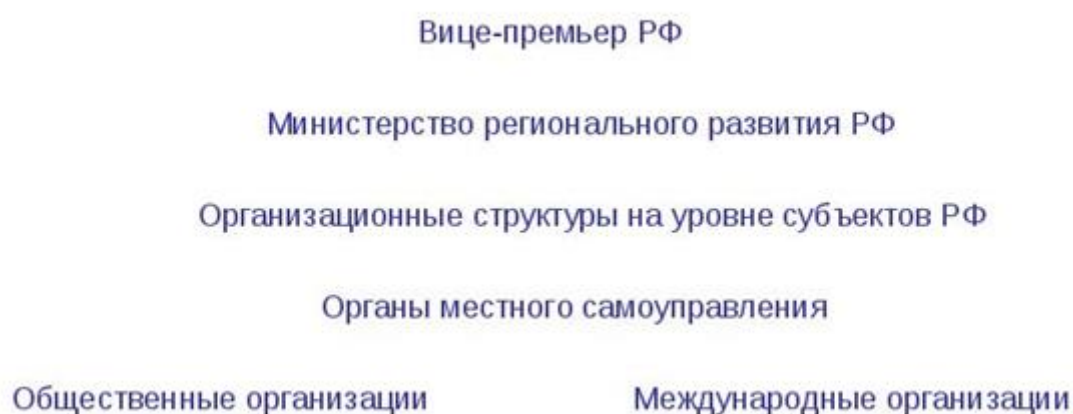 Вице-премьер РФ
Министерство регионального развития РФ
Организационные структуры на уровне субъектов РФ
Органы местного самоуправления
Общественные организации
Международные организации